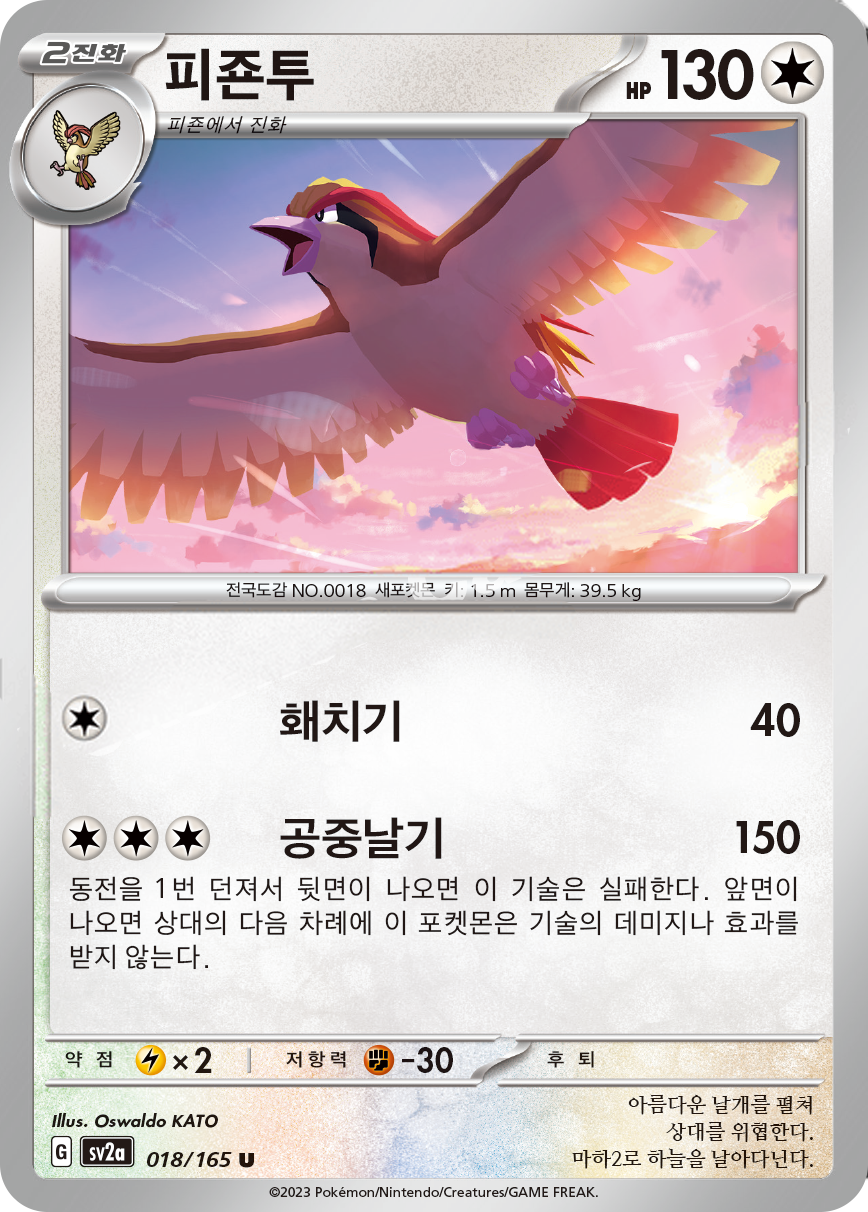 2진화
피죤투
HP 130
피죤에서 진화
전국도감 NO.0018 새포켓몬 키: 1.5 m 몸무게: 39.5 kg
홰치기 40
공중날기 150
동전을 1번 던져서 뒷면이 나오면 이 기술은 실패한다. 앞면이
나오면 상대의 다음 차례에 이 포켓몬은 기술의 데미지나 효과를
받지 않는다.
약점 ×2 저항력 -30 후퇴
Illus. Oswaldo KATO
아름다운 날개를 펼쳐
상대를 위협한다.
마하2로 하늘을 날아다닌다.
G sv2a 018/165 U
©2023 Pokémon/Nintendo/Creatures/GAME FREAK.